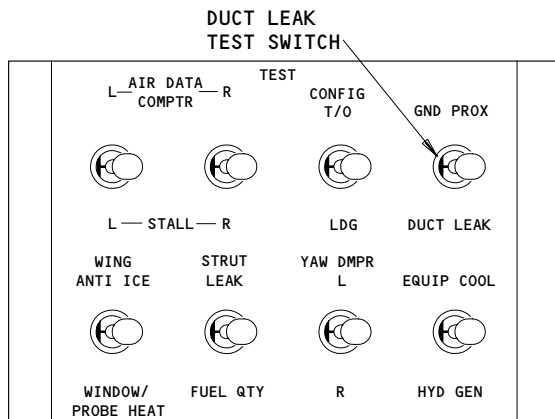 DUCT LEAK
TEST SWITCH
TEST
L—AIR DATA—R
COMPTR
CONFIG
T/O
GND PROX
L—STALL—R
LDG
DUCT LEAK
WING
ANTI ICE
STRUT
LEAK
YAW DMPR
L
EQUIP COOL
WINDOW/
PROBE HEAT
FUEL QTY
R
HYD GEN